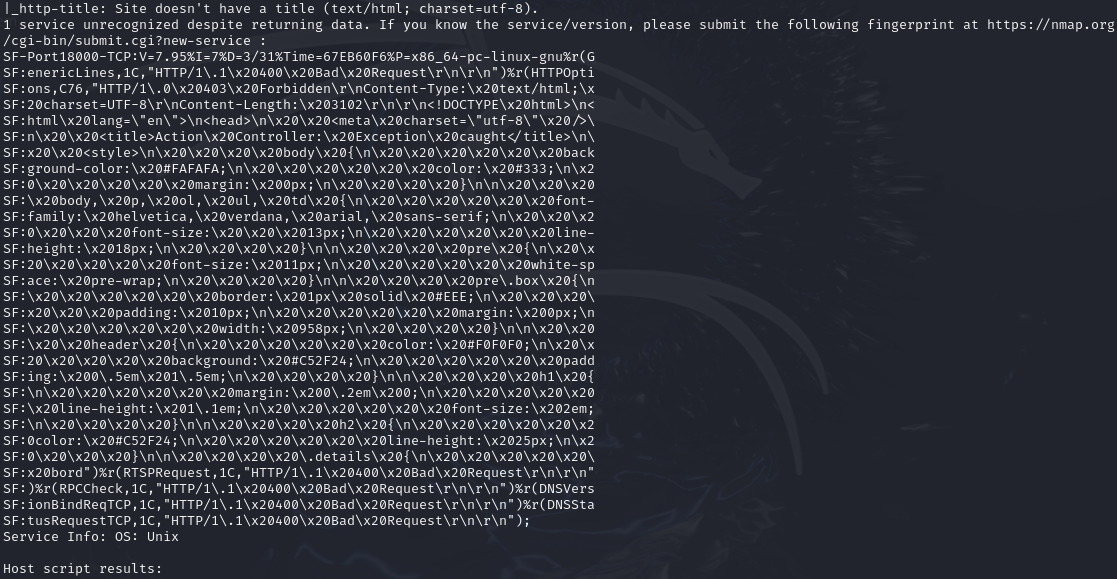 |_http-title: Site doesn't have a title (text/html; charset=utf-8).
1 service unrecognized despite returning data. If you know the service/version, please submit the following fingerprint at https://nmap.org
/cgi-bin/submit.cgi?new-service :
SF-Port18000-TCP:V=7.95%I=7%D=3/31%Time=67EB60F6%P=x86_64-pc-linux-gnu%r(G
SF:enericLines,1C,"HTTP/1\.1\x20400\x20Bad\x20Request\r\n\r\n")%r(HTTPOpti
SF:ons,C76,"HTTP/1\.0\x20403\x20Forbidden\r\nContent-Type:\x20text/html;\x
SF:20charset=UTF-8\r\nContent-Length:\x203102\r\n\r\n<!DOCTYPE\x20html>\n<
SF:html\x20lang=\"en\">\n<head>\n\x20\x20<meta\x20charset=\"utf-8\"\x20/>\
SF:n\x20\x20<title>Action\x20Controller:\x20Exception\x20caught</title>\n\
SF:x20\x20<style>\n\x20\x20\x20\x20body\x20{\n\x20\x20\x20\x20\x20\x20back
SF:ground-color:\x20#FAFAFA;\n\x20\x20\x20\x20\x20\x20color:\x20#333;\n\x2
SF:0\x20\x20\x20\x20\x20margin:\x200px;\n\x20\x20\x20\x20}\n\n\x20\x20\x20
SF:\x20body,\x20p,\x20ol,\x20ul,\x20td\x20{\n\x20\x20\x20\x20\x20\x20font-
SF:family:\x20helvetica,\x20verdana,\x20arial,\x20sans-serif;\n\x20\x20\x2
SF:0\x20\x20\x20font-size:\x20\x2013px;\n\x20\x20\x20\x20\x20\x20line-
SF:height:\x2018px;\n\x20\x20\x20\x20}\n\n\x20\x20\x20\x20pre\x20{\n\x20\x
SF:20\x20\x20\x20\x20font-size:\x2011px;\n\x20\x20\x20\x20\x20\x20white-sp
SF:ace:\x20pre-wrap;\n\x20\x20\x20\x20}\n\n\x20\x20\x20\x20pre\.box\x20{\n
SF:\x20\x20\x20\x20\x20\x20border:\x201px\x20solid\x20#EEE;\n\x20\x20\x20\
SF:x20\x20\x20padding:\x2010px;\n\x20\x20\x20\x20\x20\x20margin:\x200px;\n
SF:\x20\x20\x20\x20\x20\x20width:\x20958px;\n\x20\x20\x20\x20}\n\n\x20\x20
SF:\x20\x20header\x20{\n\x20\x20\x20\x20\x20\x20color:\x20#F0F0F0;\n\x20\x
SF:20\x20\x20\x20\x20background:\x20#C52F24;\n\x20\x20\x20\x20\x20\x20padd
SF:ing:\x200\.5em\x201\.5em;\n\x20\x20\x20\x20}\n\n\x20\x20\x20\x20h1\x20{
SF:\n\x20\x20\x20\x20\x20\x20margin:\x200\.2em\x200;\n\x20\x20\x20\x20\x20
SF:\x20line-height:\x201\.1em;\n\x20\x20\x20\x20\x20\x20font-size:\x202em;
SF:\n\x20\x20\x20\x20}\n\n\x20\x20\x20\x20h2\x20{\n\x20\x20\x20\x20\x20\x2
SF:0color:\x20#C52F24;\n\x20\x20\x20\x20\x20\x20line-height:\x2025px;\n\x2
SF:0\x20\x20\x20}\n\n\x20\x20\x20\x20\.details\x20{\n\x20\x20\x20\x20\x20\
SF:x20bord")%r(RTSPRequest,1C,"HTTP/1\.1\x20400\x20Bad\x20Request\r\n\r\n"
SF:)%r(RPCCheck,1C,"HTTP/1\.1\x20400\x20Bad\x20Request\r\n\r\n")%r(DNSVers
SF:ionBindReqTCP,1C,"HTTP/1\.1\x20400\x20Bad\x20Request\r\n\r\n")%r(DNSSta
SF:tusRequestTCP,1C,"HTTP/1\.1\x20400\x20Bad\x20Request\r\n\r\n");
Service Info: OS: Unix
Host script results: